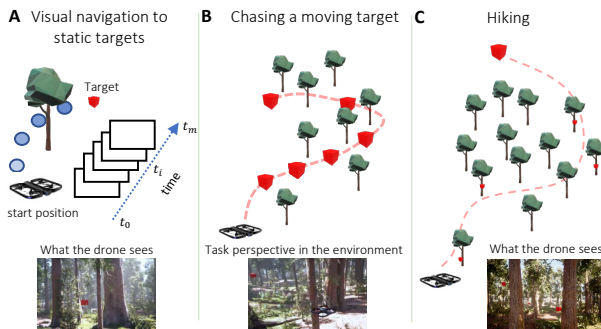 A Visual navigation to
static targets
Target
t_m
t_i
time
t_0
start position
What the drone sees
B Chasing a moving target
Task perspective in the environment
C Hiking
What the drone sees